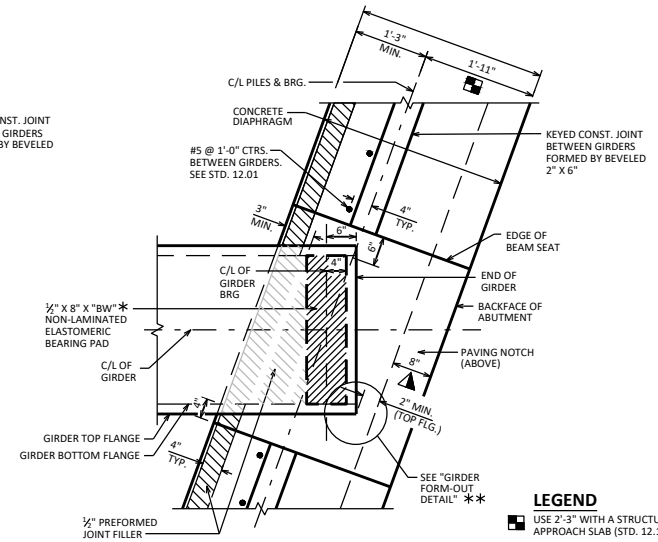 1'-3"
MIN.
1'-11"
C/L PILES & BRG.
CONCRETE
DIAPHRAGM
#5 @ 1'-0" CTRS.
BETWEEN GIRDERS.
SEE STD. 12.01
NST. JOINT
GIRDERS
BY BEVELED
KEYED CONST. JOINT
BETWEEN GIRDERS
FORMED BY BEVELED
2" X 6"
3"
MIN.
4"
TYP.
6"
6"
EDGE OF
BEAM SEAT
C/L OF
GIRDER
BRG
4"
END OF
GIRDER
½" X 8" X "BW" *
NON-LAMINATED
ELASTOMERIC
BEARING PAD
BACKFACE OF
ABUTMENT
C/L OF
GIRDER
8"
PAVING NOTCH
(ABOVE)
4"
2" MIN.
(TOP FLG.)
GIRDER TOP FLANGE
GIRDER BOTTOM FLANGE
4"
TYP.
SEE "GIRDER
FORM-OUT
DETAIL" **
½" PREFORMED
JOINT FILLER
LEGEND
USE 2'-3" WITH A STRUCTU
APPROACH SLAB (STD. 12.1